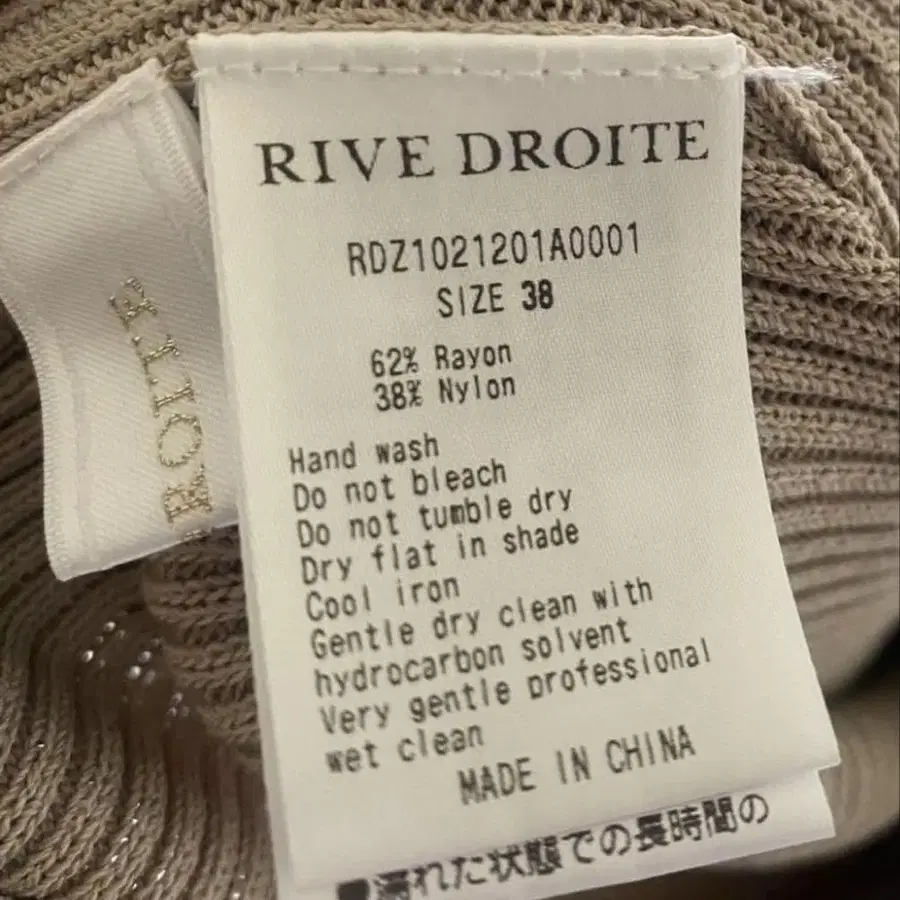 RIVE DROITE
RDZ1021201A0001
SIZE 38
62% Rayon
38% Nylon
Hand wash
Do not bleach
Do not tumble dry
Dry flat in shade
Cool iron
Gentle dry clean with
hydrocarbon solvent
Very gentle professional
wet clean
MADE IN CHINA
●濡れた状態での長時間の
ROITE